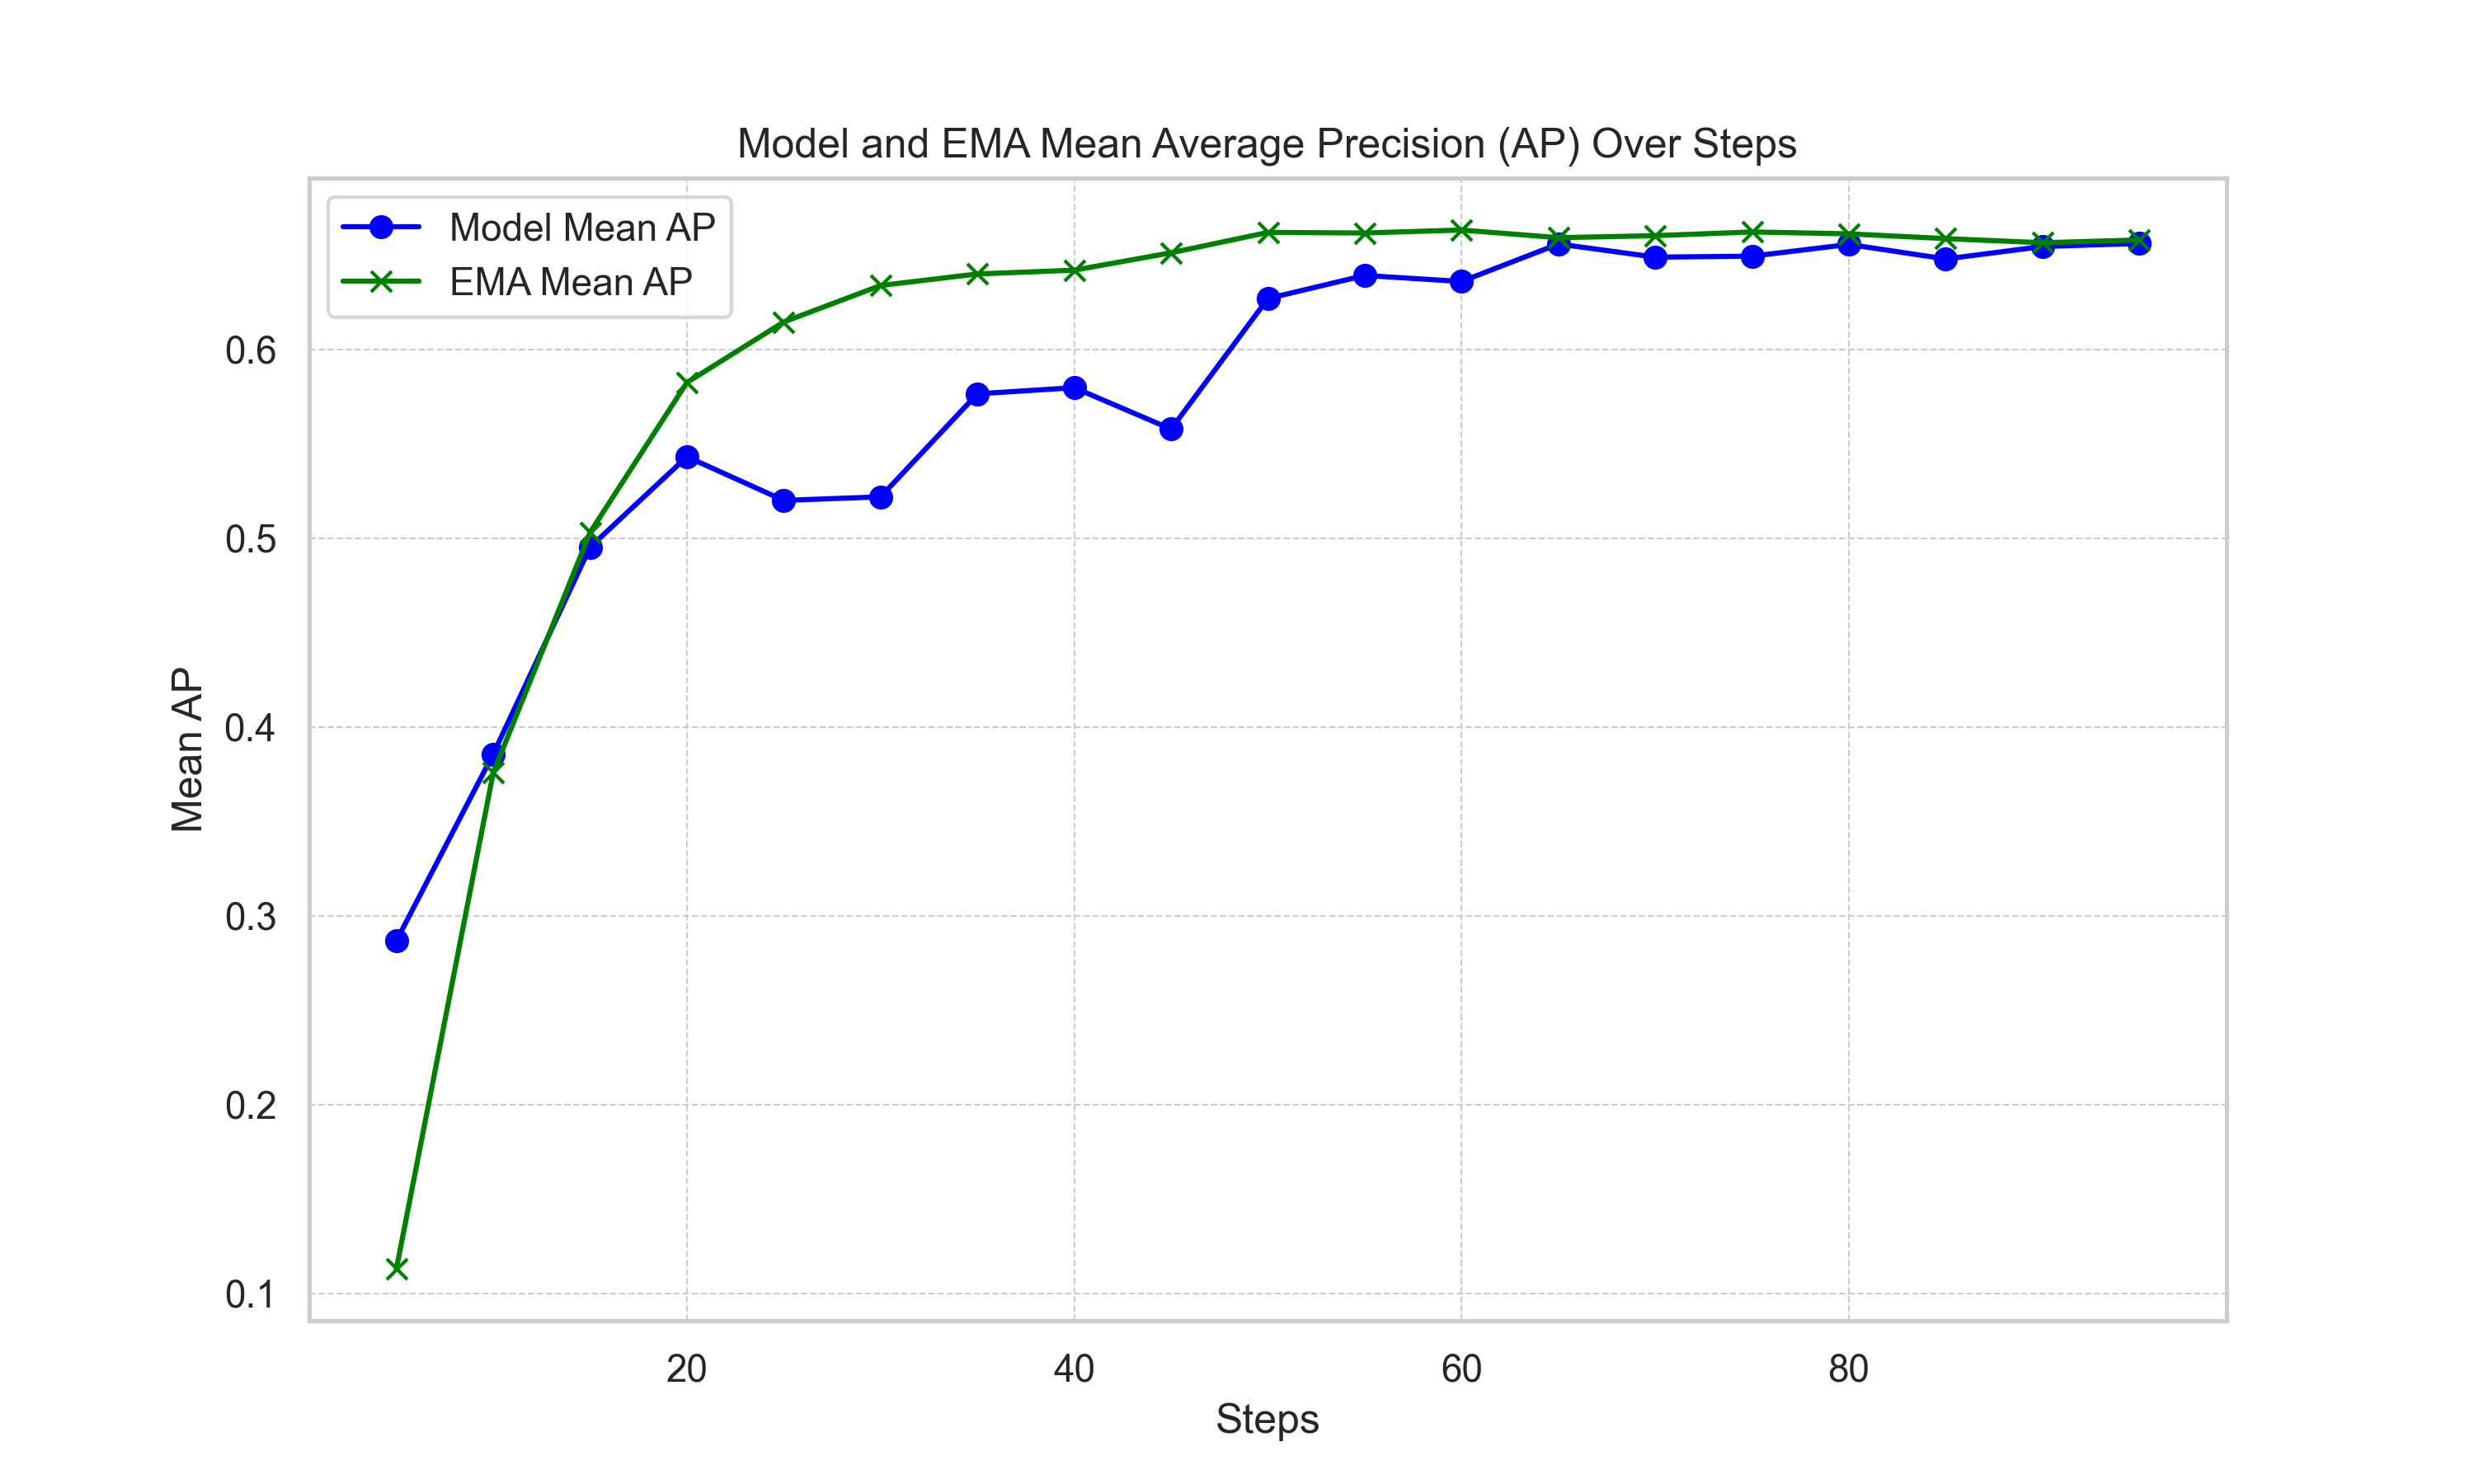 Model and EMA Mean Average Precision (AP) Over Steps
Model Mean AP
EMA Mean AP
0.6
0.5
0.4
0.3
0.2
0.1
Mean AP
20 40 60 80
Steps